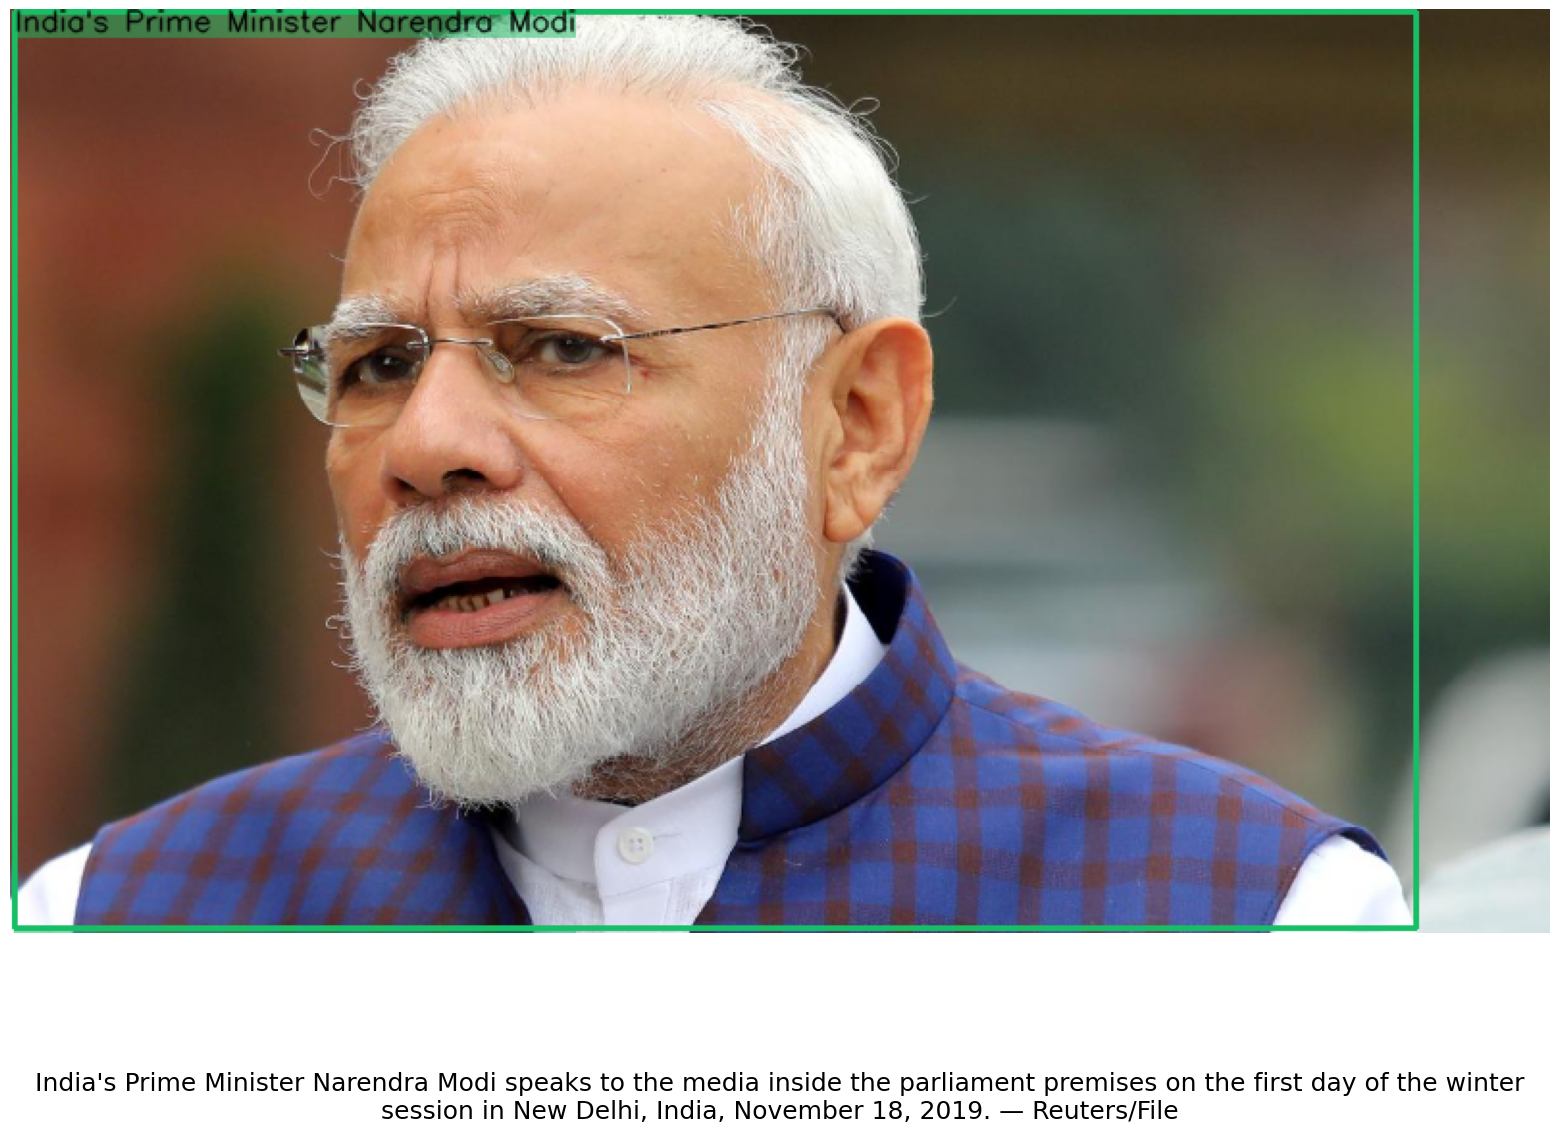 India's Prime Minister Narendra Modi
India's Prime Minister Narendra Modi speaks to the media inside the parliament premises on the first day of the winter
session in New Delhi, India, November 18, 2019. — Reuters/File